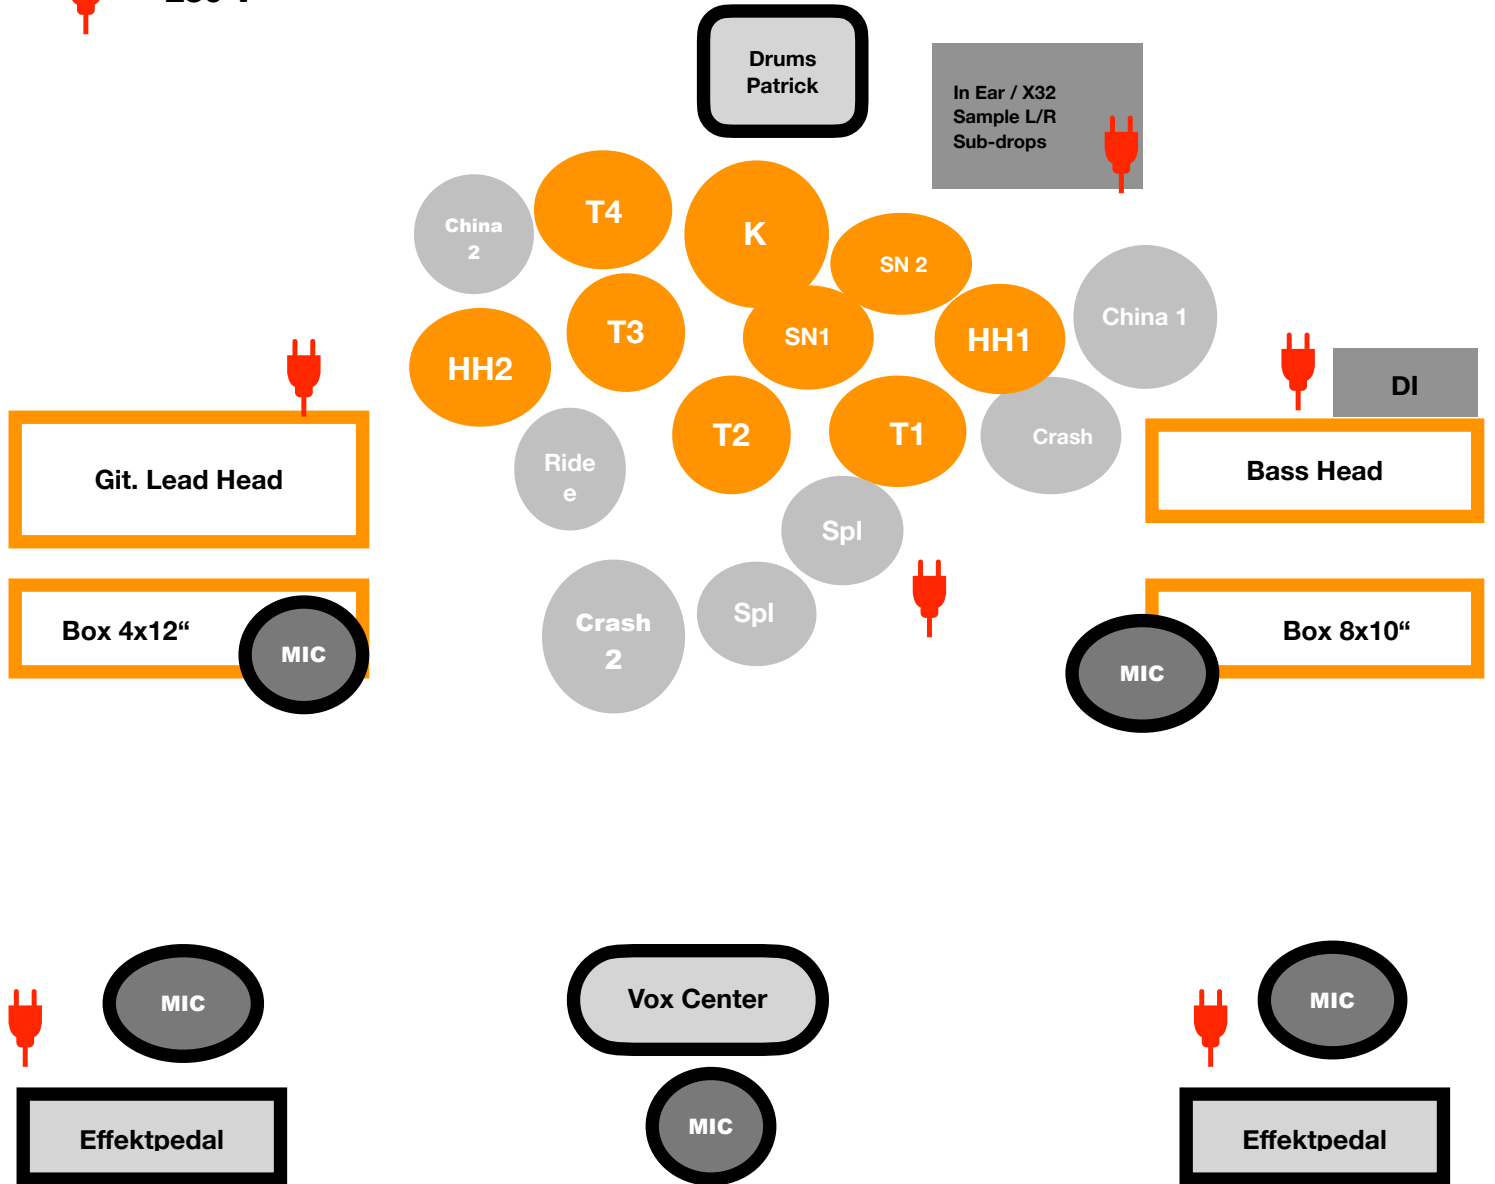 Drums
Patrick
In Ear / X32
Sample L/R
Sub-drops
T4
K
China
2
SN 2
China 1
T3
SN1
HH1
HH2
DI
T2
T1
Crash
Ride
e
Git. Lead Head
Bass Head
Spl
Spl
Crash
2
Box 4x12“
MIC
Box 8x10“
MIC
MIC
Vox Center
MIC
MIC
Effektpedal
Effektpedal